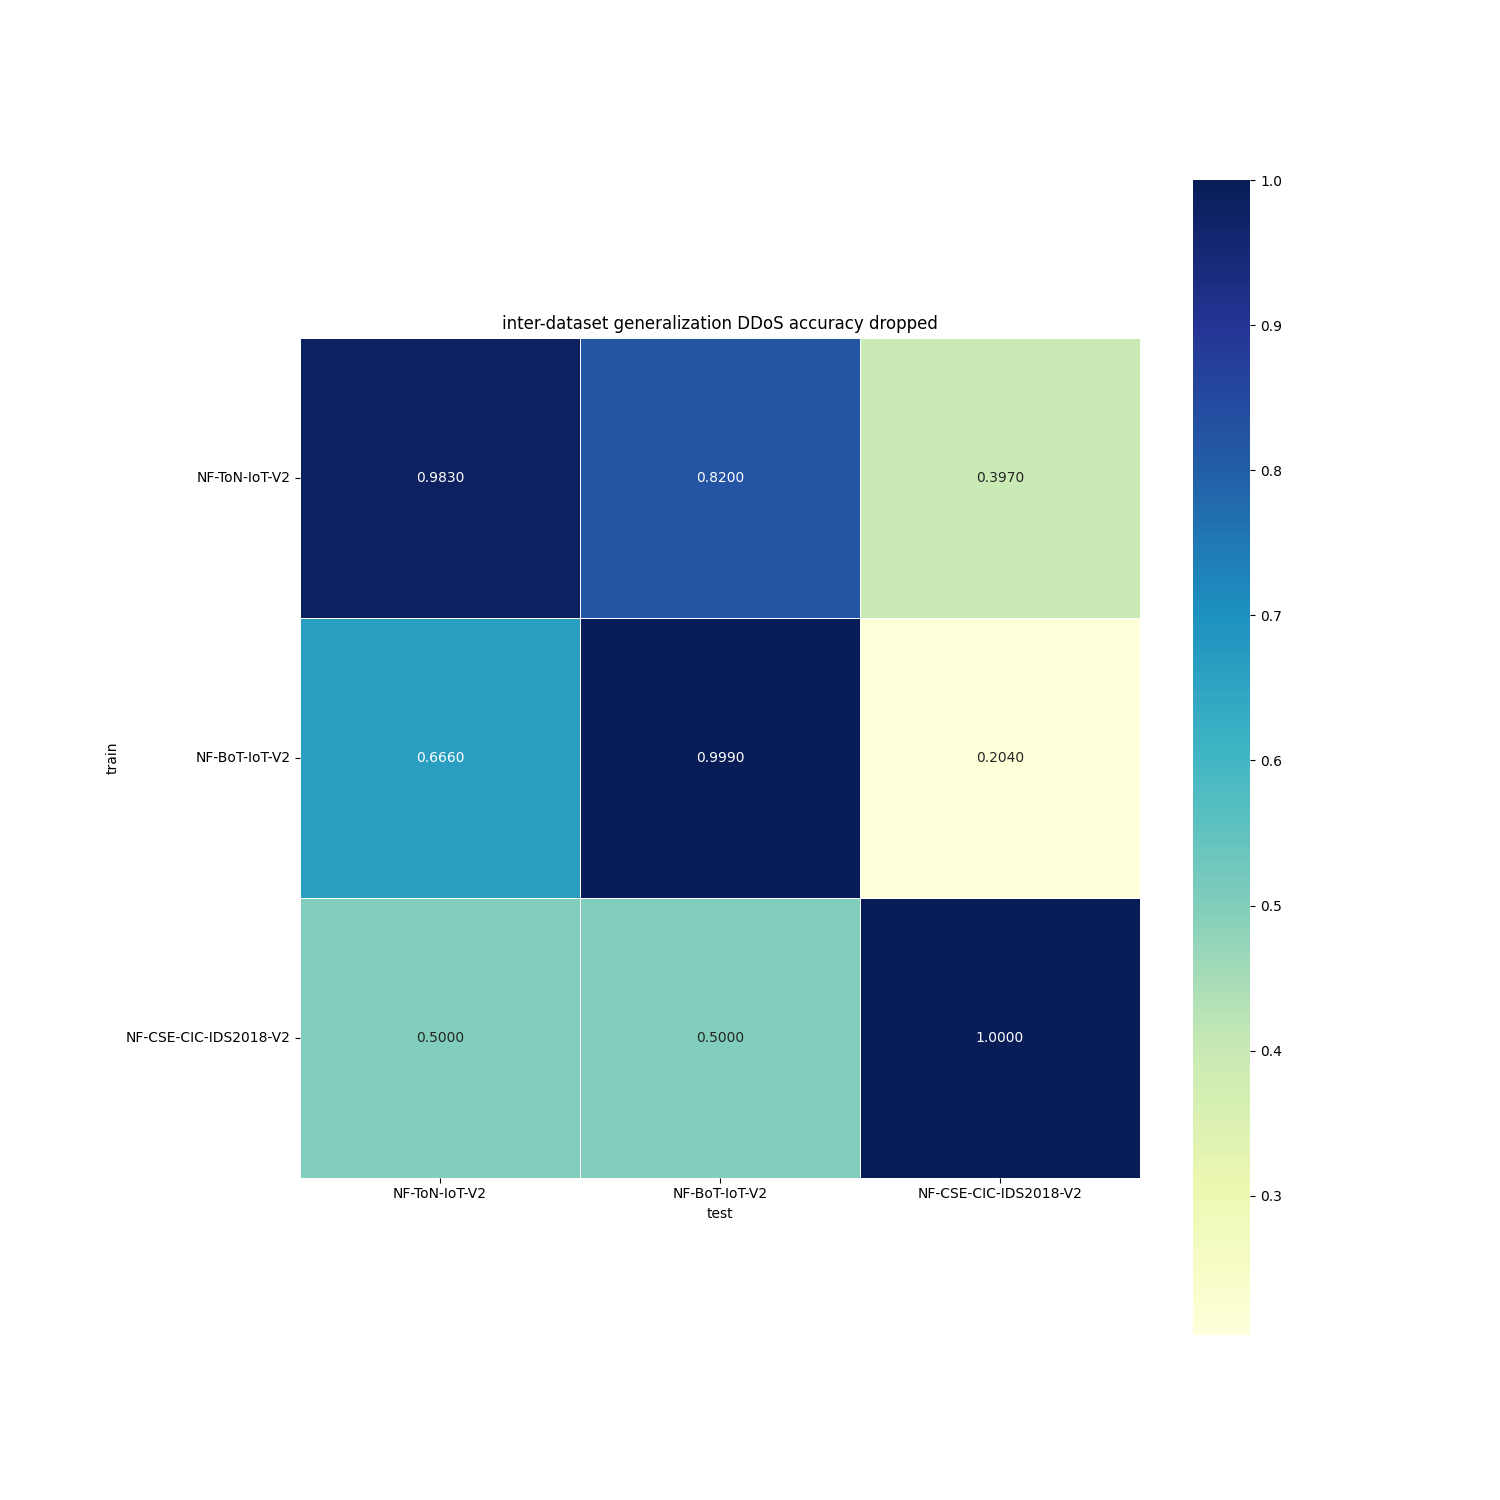 inter-dataset generalization DDoS accuracy dropped
train
NF-ToN-IoT-V2
0.9830 0.8200 0.3970
NF-BoT-IoT-V2
0.6660 0.9990 0.2040
NF-CSE-CIC-IDS2018-V2
0.5000 0.5000 1.0000
NF-ToN-IoT-V2 NF-BoT-IoT-V2 NF-CSE-CIC-IDS2018-V2
test
1.0
0.9
0.8
0.7
0.6
0.5
0.4
0.3